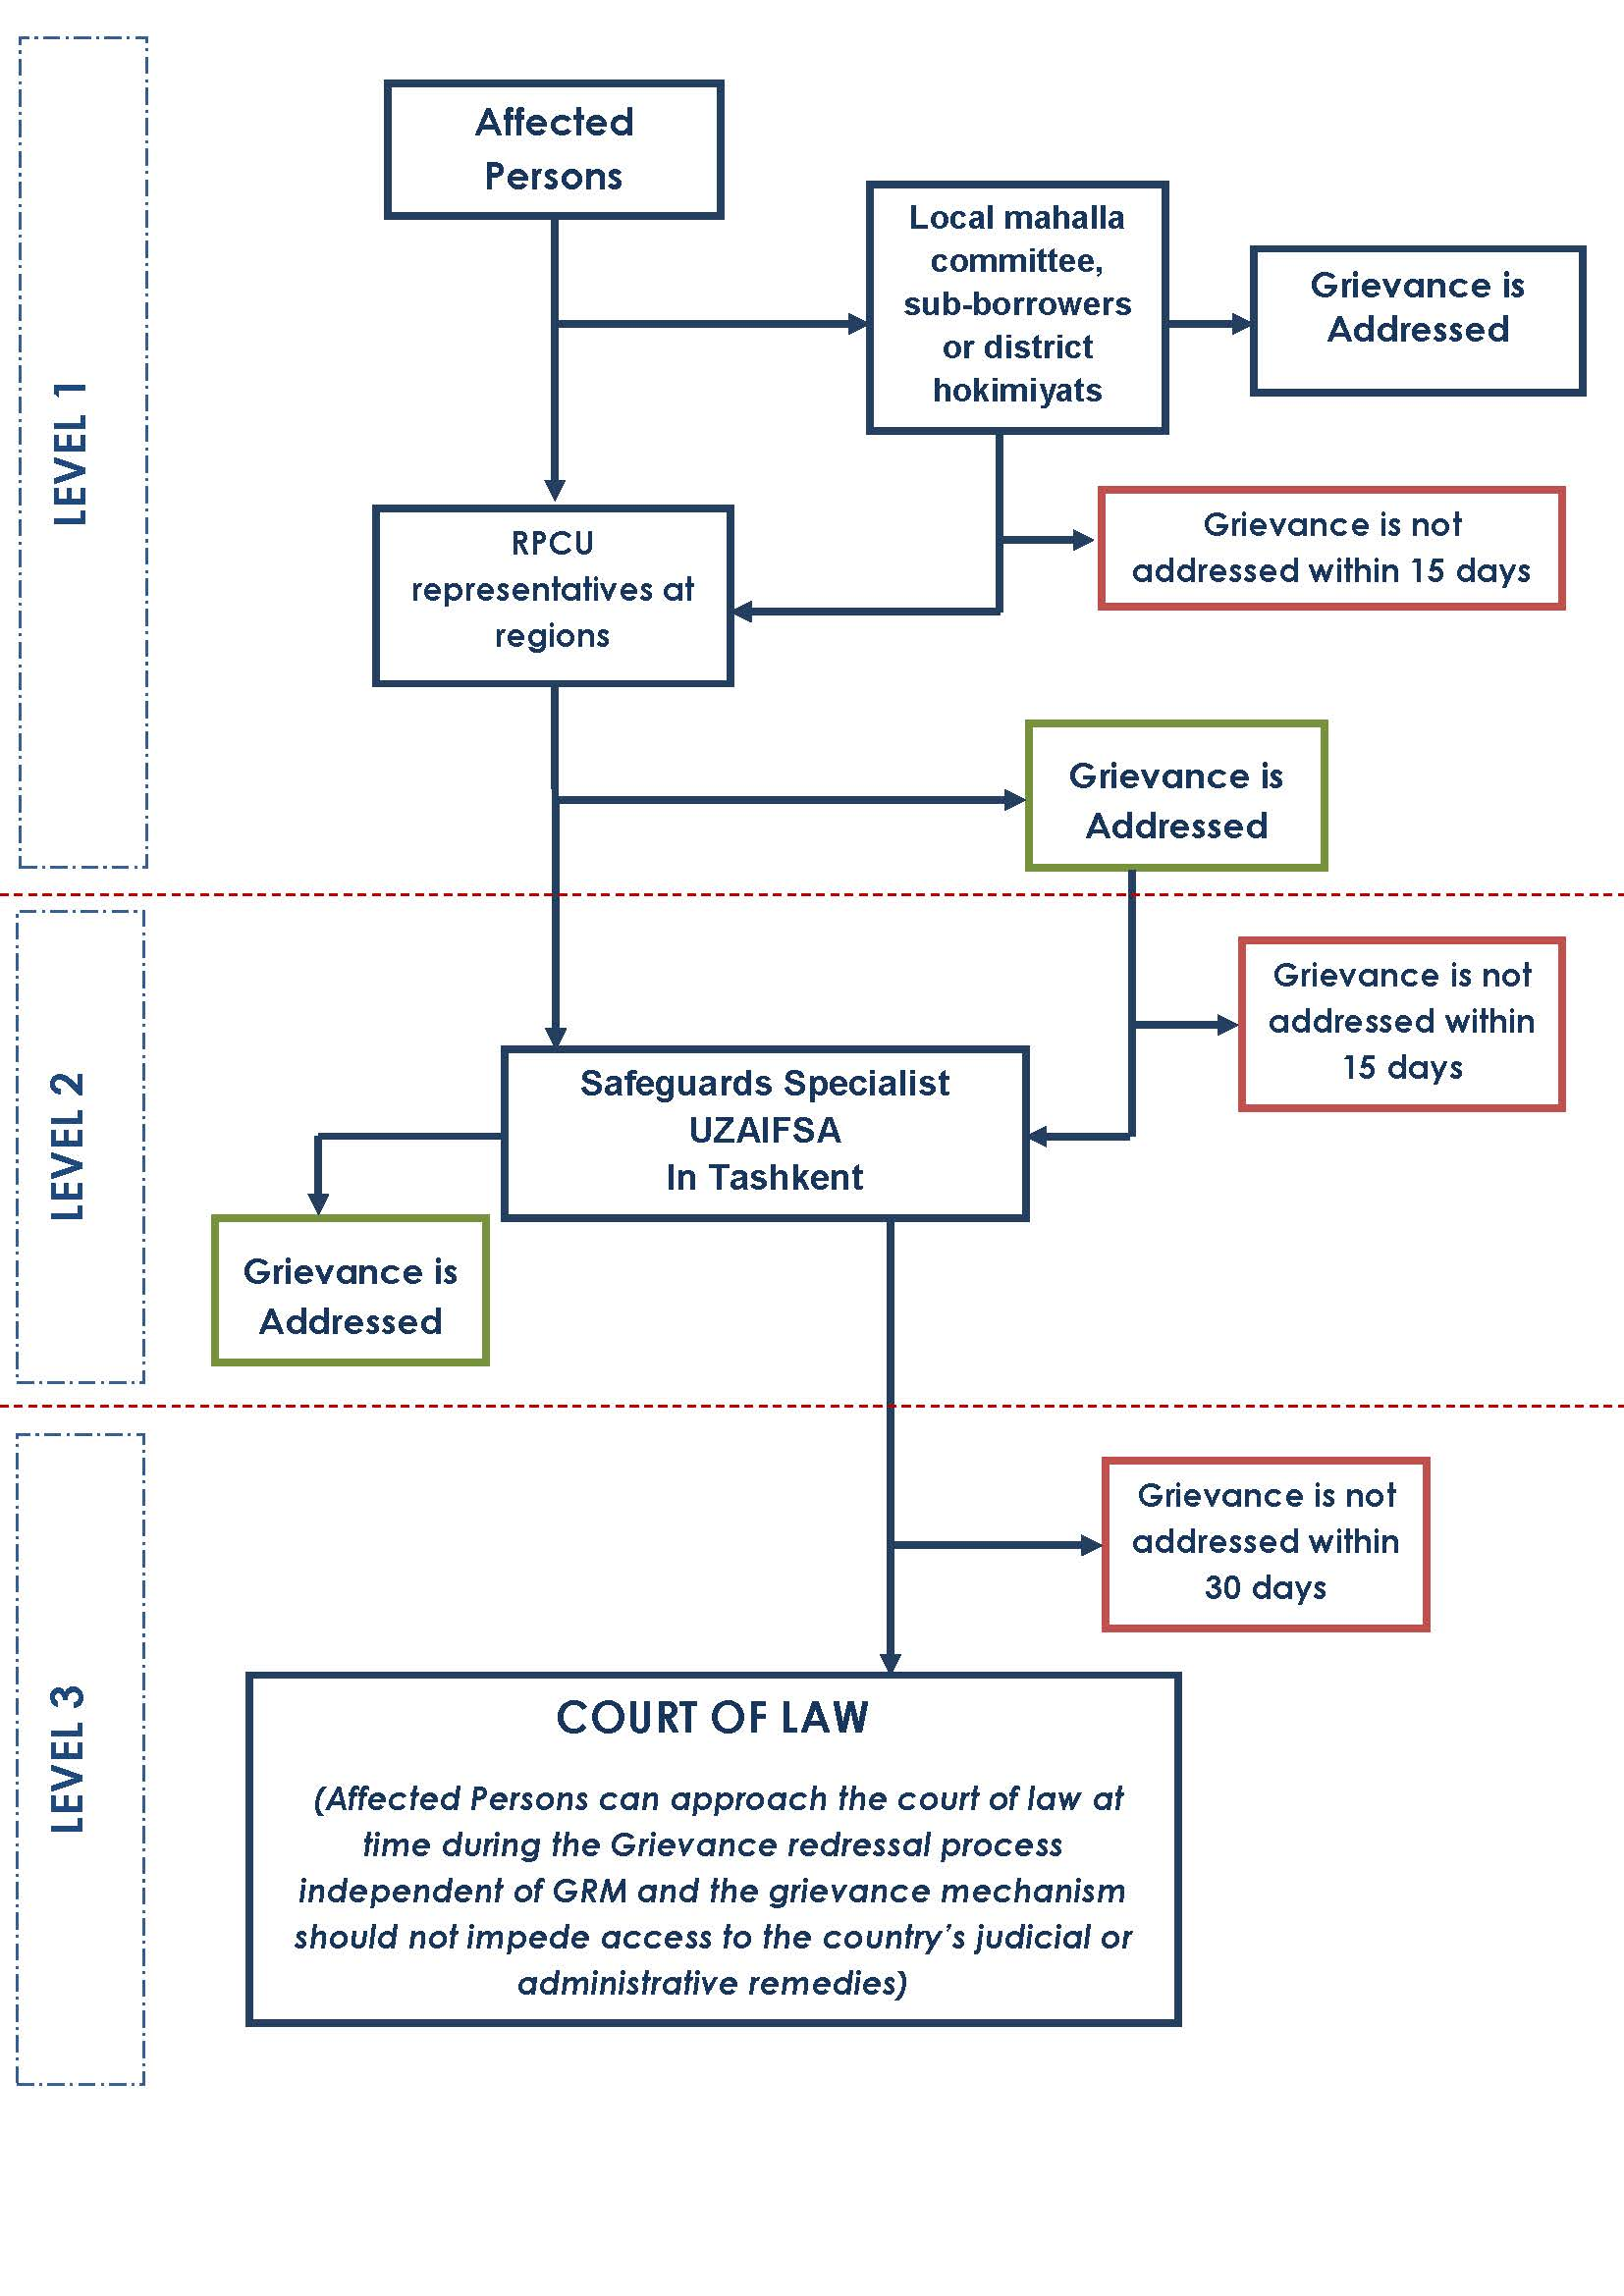 LEVEL 1
Affected
Persons
Local mahalla
committee,
sub-borrowers
or district
hokimiyats
Grievance is
Addressed
Grievance is not
addressed within 15 days
RPCU
representatives at
regions
Grievance is
Addressed
LEVEL 2
Grievance is not
addressed within
15 days
Safeguards Specialist
UZAIFSA
In Tashkent
Grievance is
Addressed
LEVEL 3
Grievance is not
addressed within
30 days
COURT OF LAW
(Affected Persons can approach the court of law at
time during the Grievance redressal process
independent of GRM and the grievance mechanism
should not impede access to the country’s judicial or
administrative remedies)